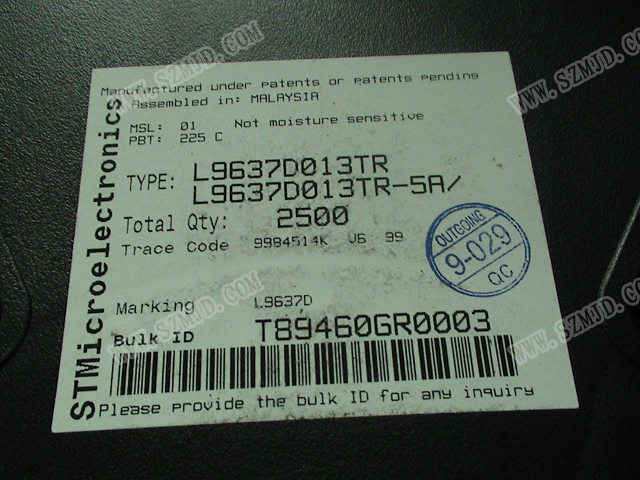 Manufactured under patents or patents pending
Assembled in: MALAYSIA
MSL: 01 Not moisture sensitive
PBT: 225 C
TYPE: L9637D013TR
L9637D013TR-5A/
Total Qty: 2500
Trace Code 9984514K V6 99
Marking L9637D
Bulk ID T89460GR0003
Please provide the bulk ID for any inquiry
STMicroelectronics
OUTGOING
9-029
QC
WWW.SZMJD.COM
WWW.SZMJD.COM
WWW.SZMJD.COM
WWW.SZMJD.COM